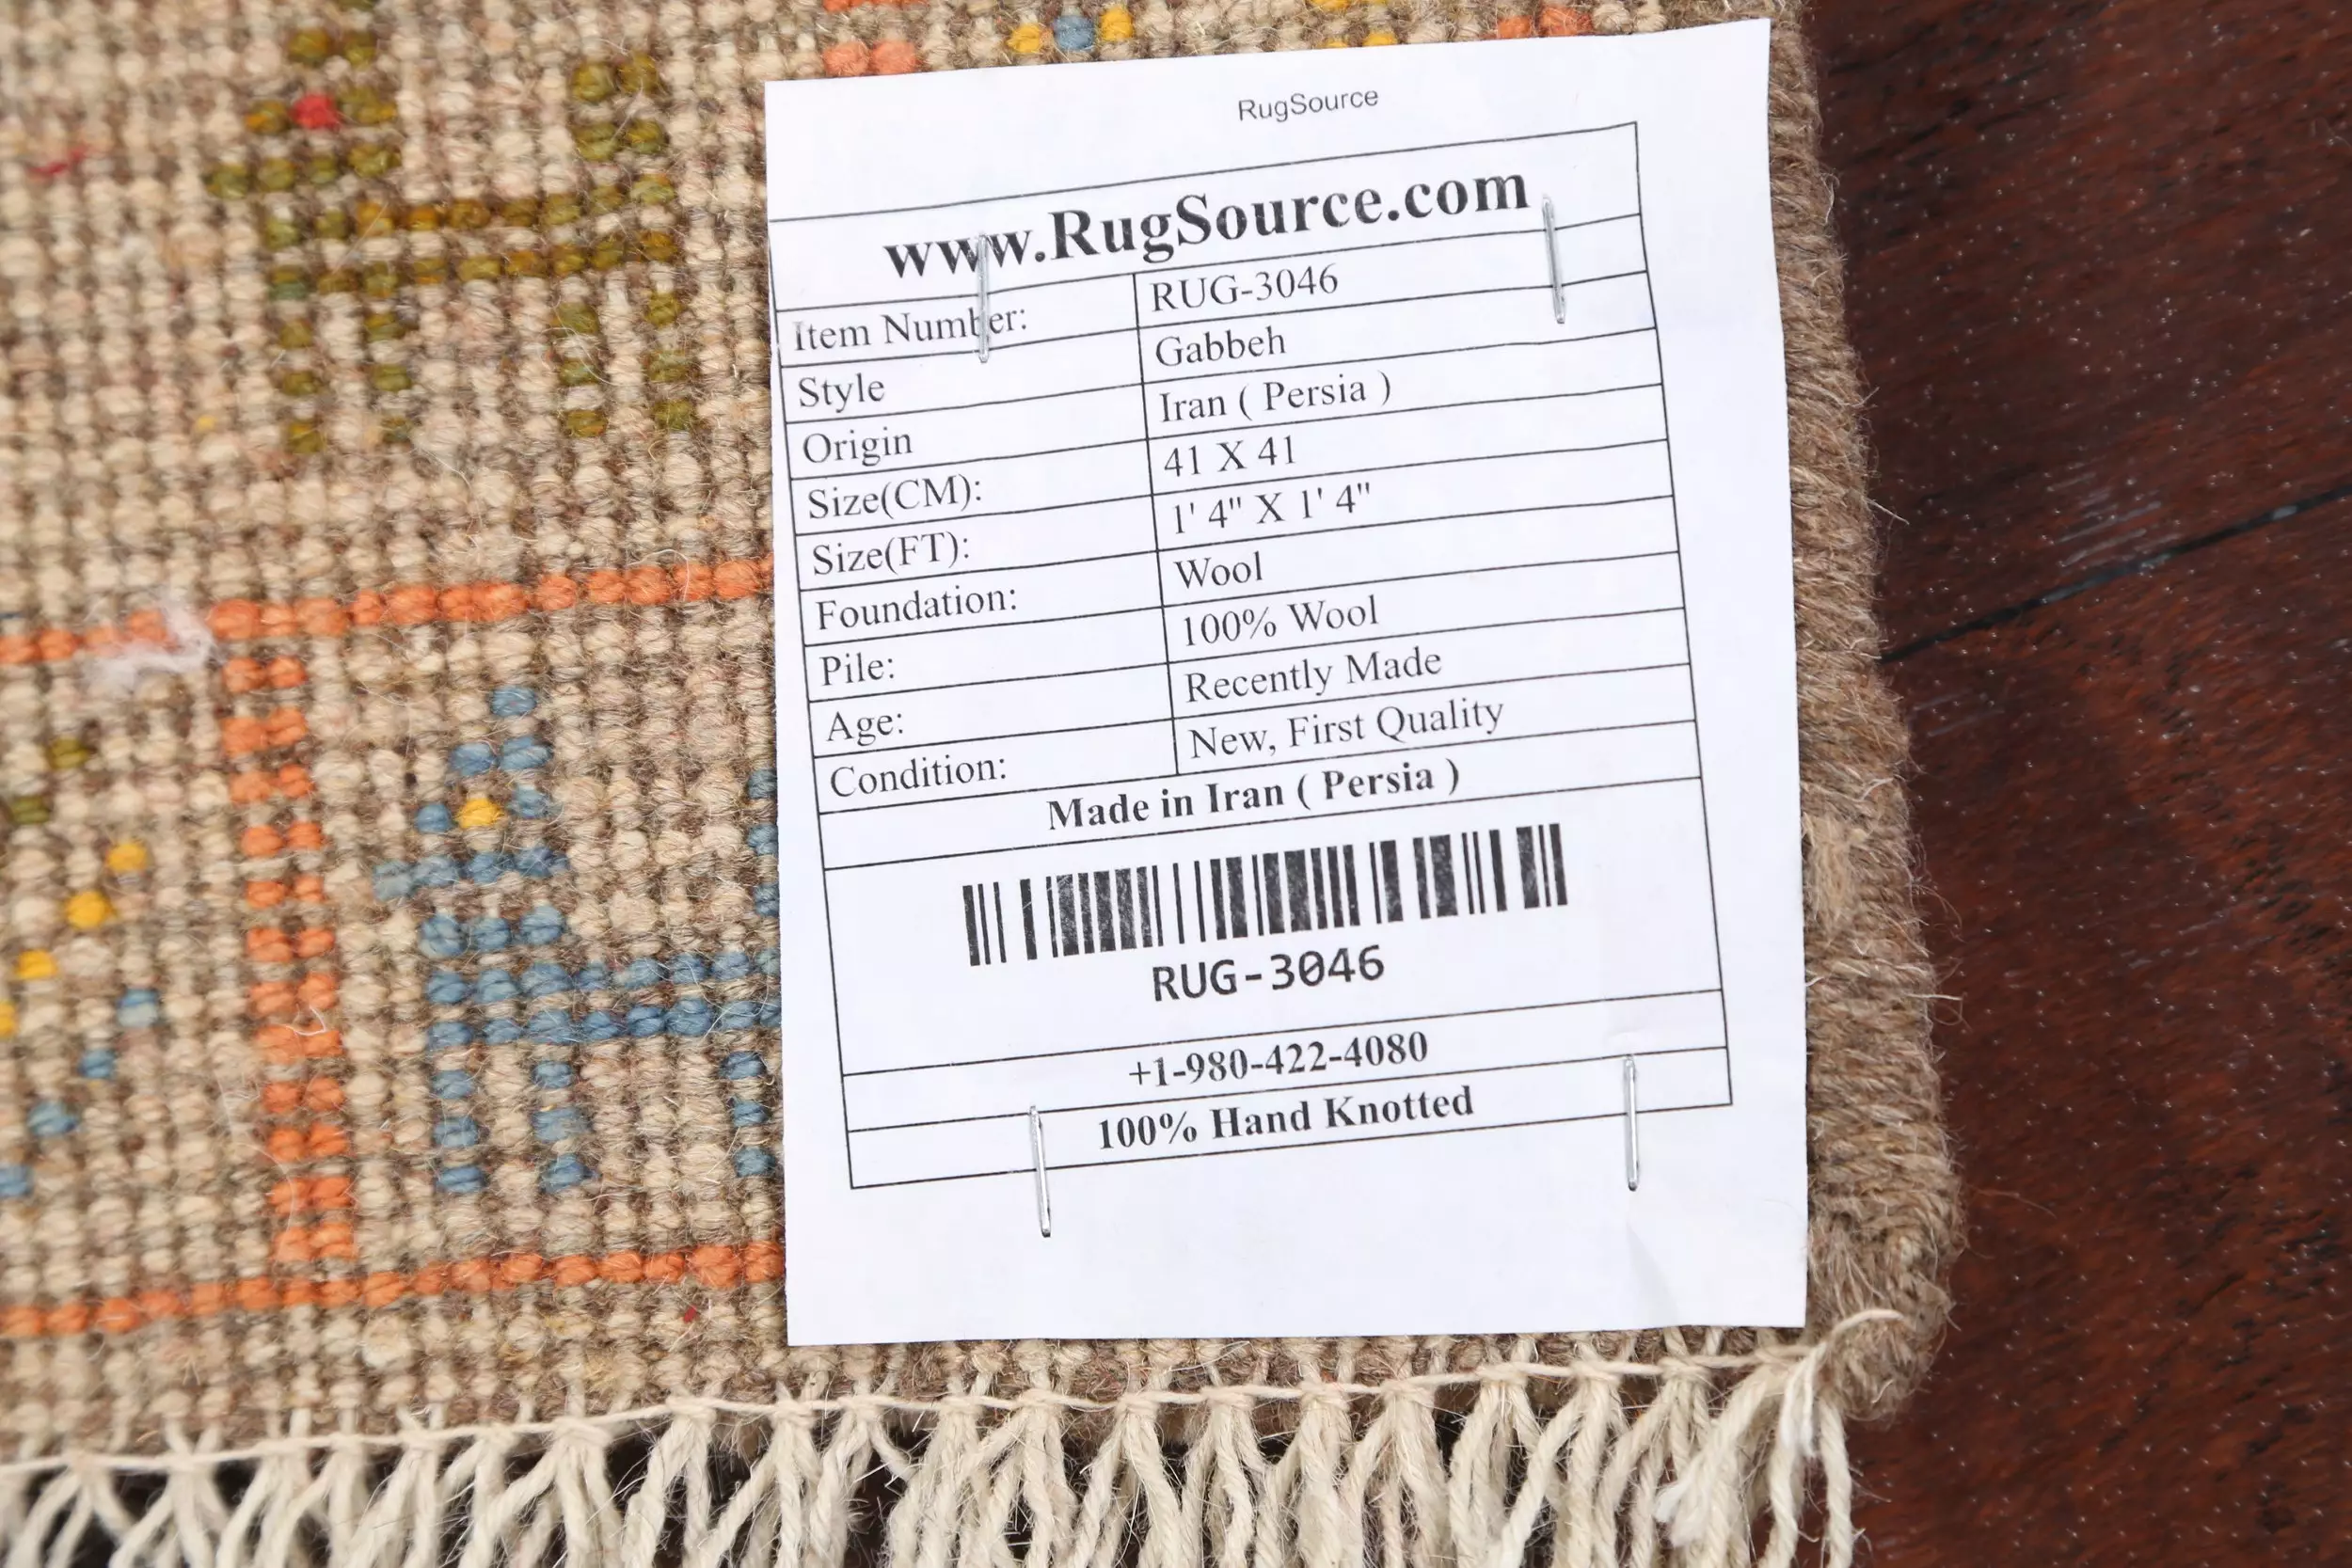 RugSource
www.RugSource.com
Item Number: RUG-3046
Style Gabbeh
Origin Iran ( Persia )
Size(CM): 41 X 41
Size(FT): 1' 4" X 1' 4"
Foundation: Wool
Pile: 100% Wool
Age: Recently Made
Condition: New, First Quality
Made in Iran ( Persia )
RUG-3046
+1-980-422-4080
100% Hand Knotted